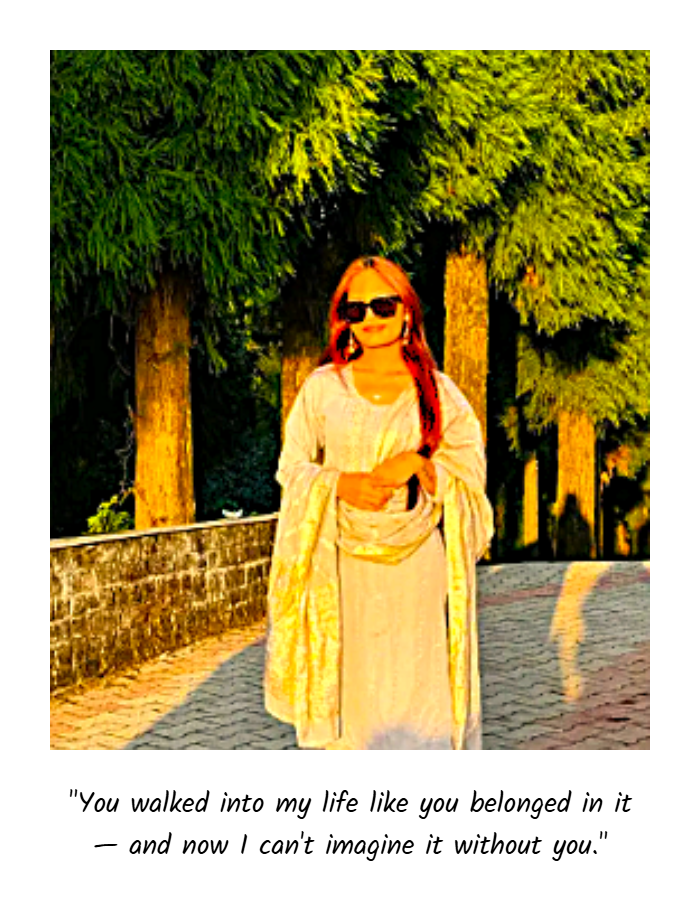 "You walked into my life like you belonged in it
— and now I can't imagine it without you."